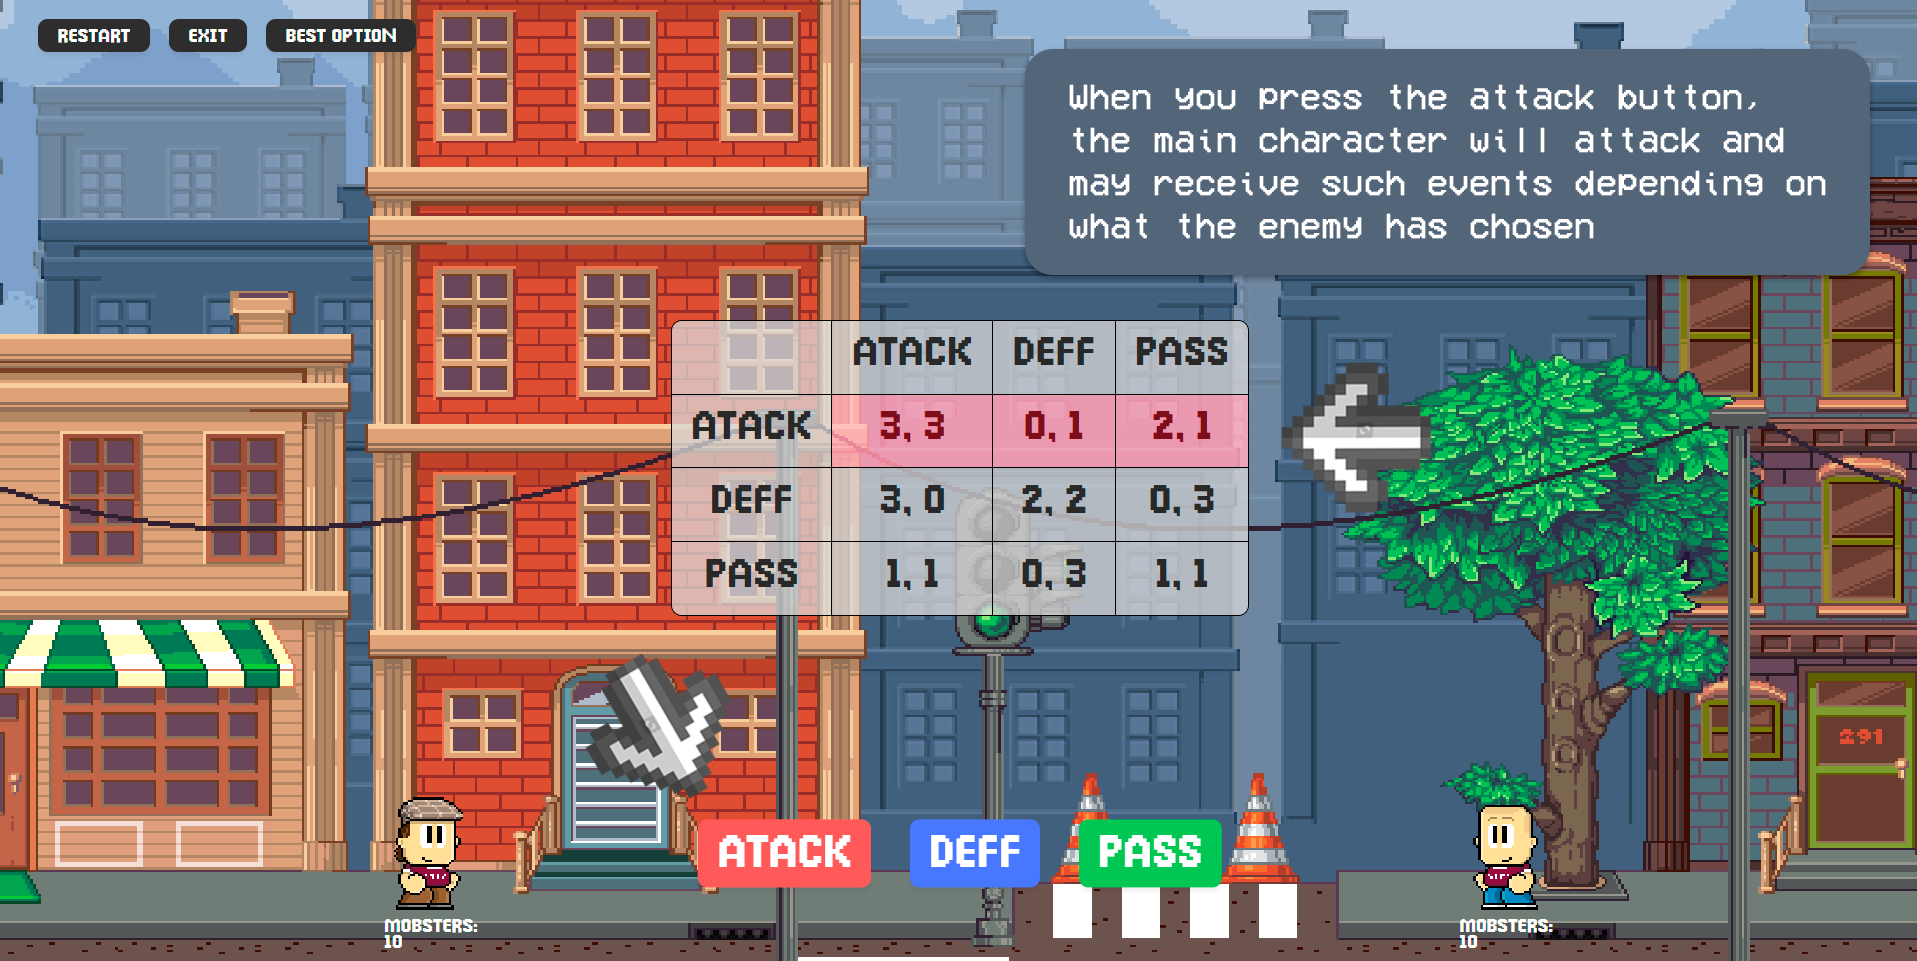 RESTART EXIT BEST OPTION
When you press the attack button,
the main character will attack and
may receive such events depending on
what the enemy has chosen
ATACK DEFF PASS
ATACK 3, 3 0, 1 2, 1
DEFF 3, 0 2, 2 0, 3
PASS 1, 1 0, 3 1, 1
291
ATACK DEFF PASS
MOBSTERS:
10
MOBSTERS:
10